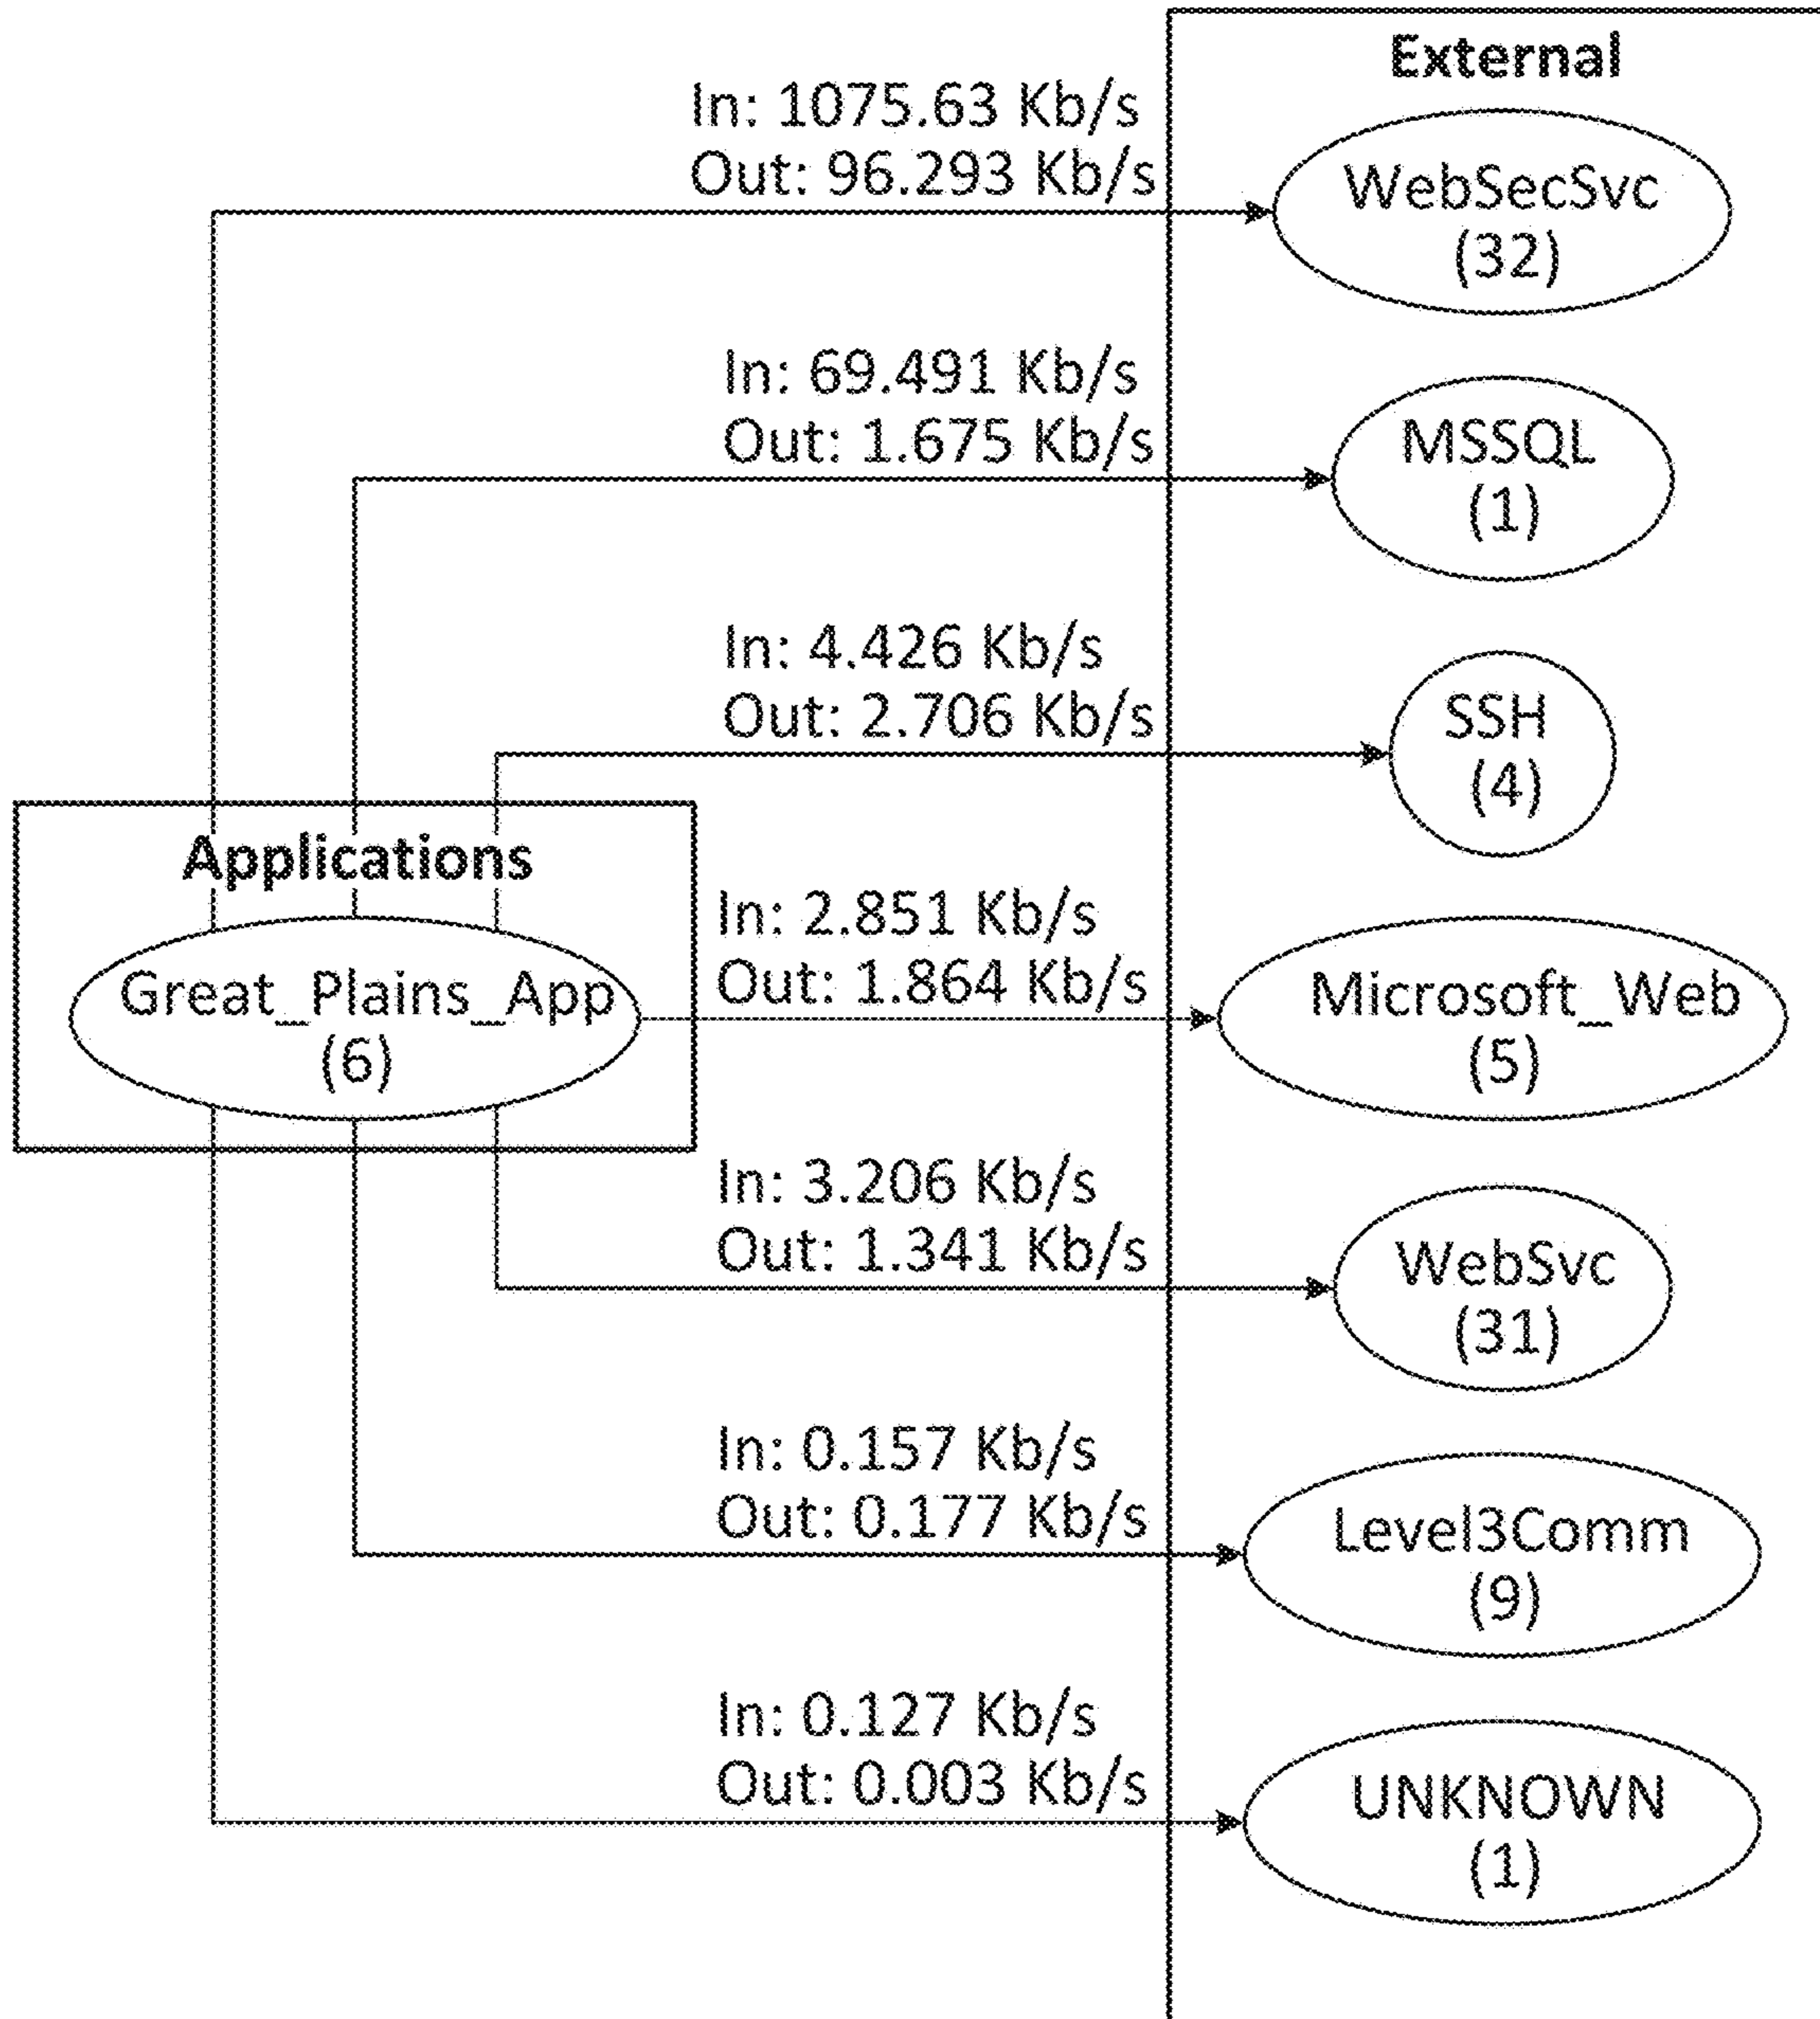 External
In: 1075.63 Kb/s
Out: 96.293 Kb/s
WebSecSvc
(32)
In: 69.491 Kb/s
Out: 1.675 Kb/s
MSSQL
(1)
In: 4.426 Kb/s
Out: 2.706 Kb/s
SSH
(4)
Applications
Great_Plains_App
(6)
In: 2.851 Kb/s
Out: 1.864 Kb/s
Microsoft_Web
(5)
In: 3.206 Kb/s
Out: 1.341 Kb/s
WebSvc
(31)
In: 0.157 Kb/s
Out: 0.177 Kb/s
Level3Comm
(9)
In: 0.127 Kb/s
Out: 0.003 Kb/s
UNKNOWN
(1)